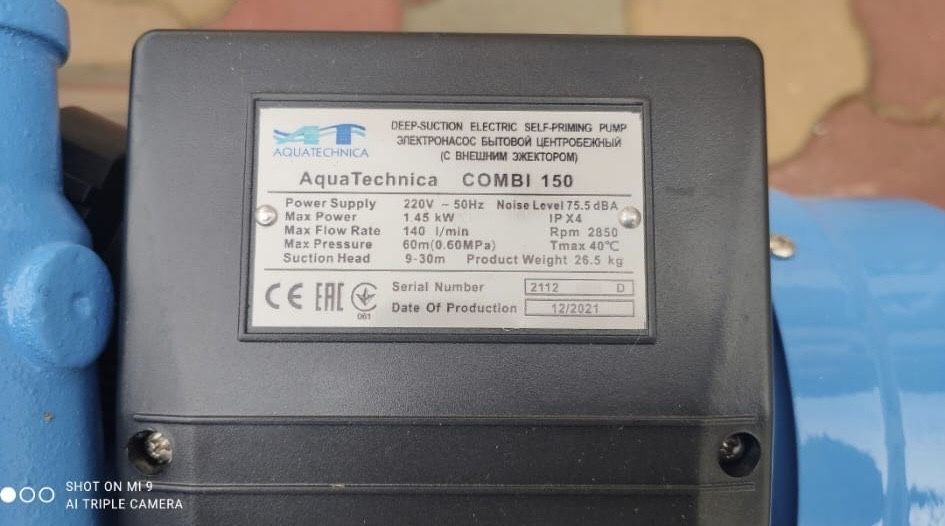 AT
AQUATECHNICA
DEEP-SUCTION ELECTRIC SELF-PRIMING PUMP
ЭЛЕКТРОНАСОС БЫТОВОЙ ЦЕНТРОБЕЖНЫЙ
(С ВНЕШНИМ ЭЖЕКТОРОМ)
AquaTechnica COMBI 150
Power Supply 220V ~ 50Hz Noise Level 75.5 dBA
Max Power 1.45 kW IP X4
Max Flow Rate 140 l/min Rpm 2850
Max Pressure 60m(0.60MPa) Tmax 40℃
Suction Head 9-30m Product Weight 26.5 kg
CE EAC 061
Serial Number 2112 D
Date Of Production 12/2021
SHOT ON MI 9
AI TRIPLE CAMERA